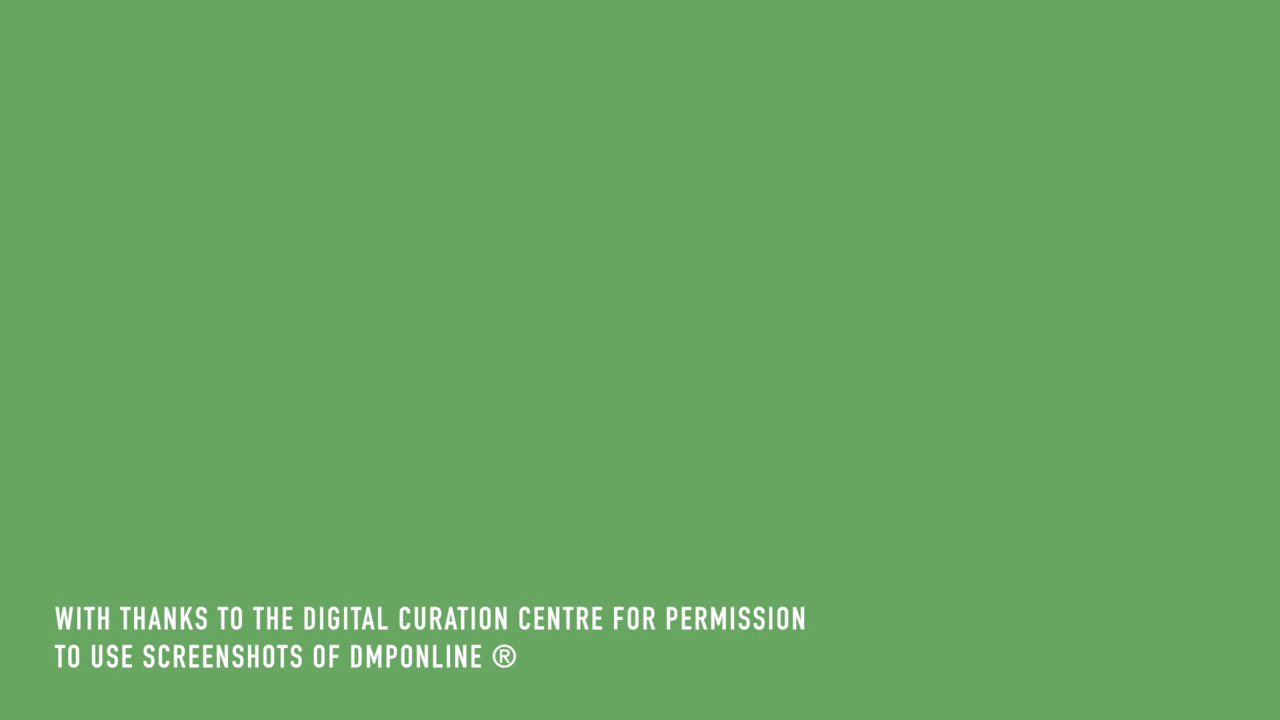 WITH THANKS TO THE DIGITAL CURATION CENTRE FOR PERMISSION
TO USE SCREENSHOTS OF DMPONLINE ®